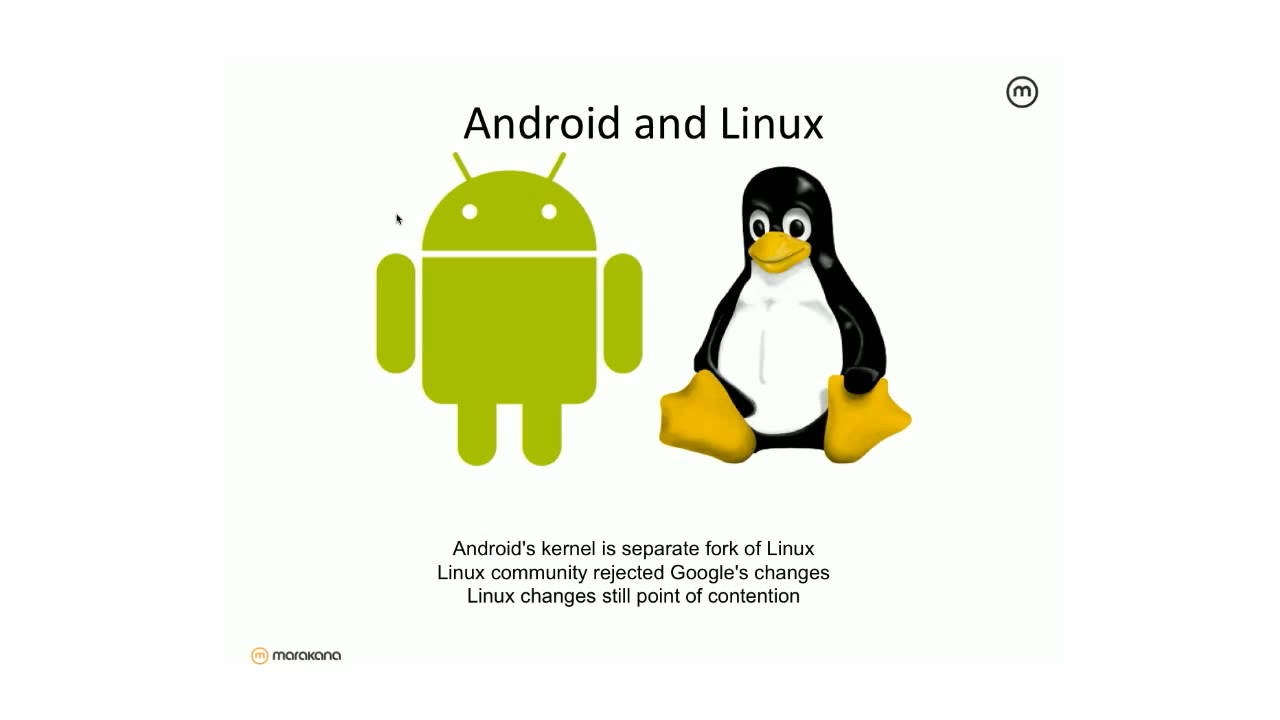 m
Android and Linux
Android's kernel is separate fork of Linux
Linux community rejected Google's changes
Linux changes still point of contention
m marakana